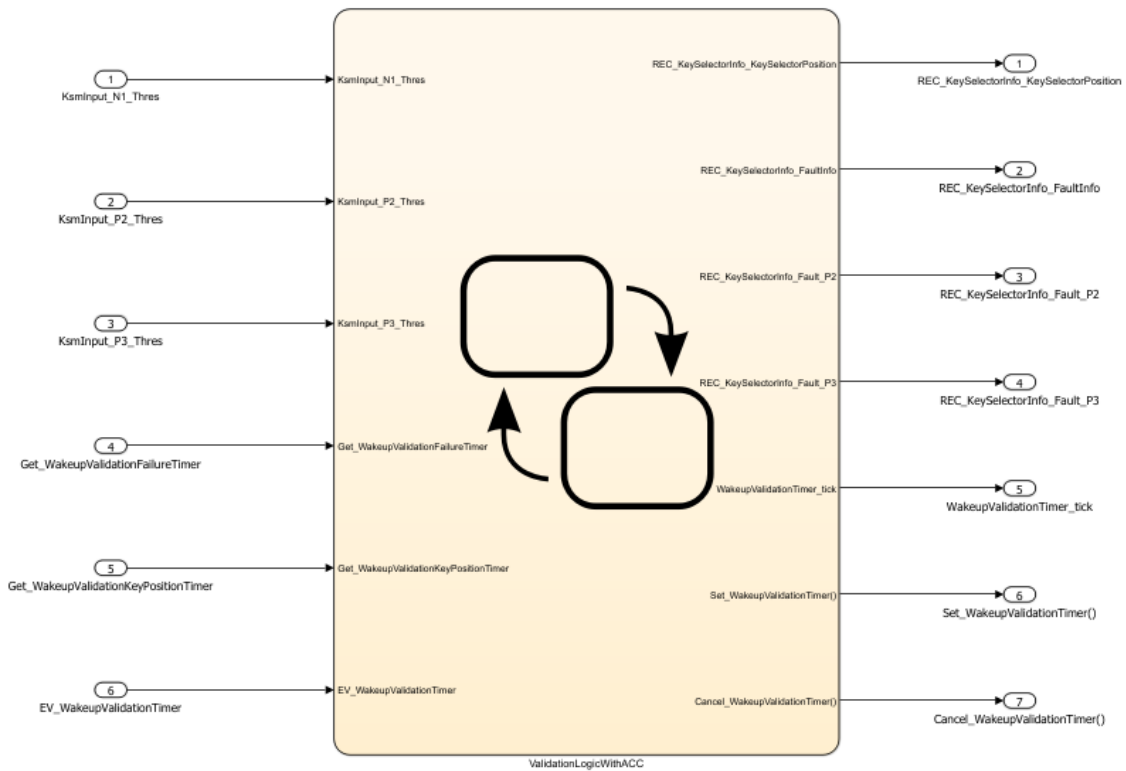 1
KsmInput_N1_Thres
2
KsmInput_P2_Thres
3
KsmInput_P3_Thres
4
Get_WakeupValidationFailureTimer
5
Get_WakeupValidationKeyPositionTimer
6
EV_WakeupValidationTimer
KsmInput_N1_Thres
KsmInput_P2_Thres
KsmInput_P3_Thres
Get_WakeupValidationFailureTimer
Get_WakeupValidationKeyPositionTimer
EV_WakeupValidationTimer
REC_KeySelectorInfo_KeySelectorPosition
REC_KeySelectorInfo_FaultInfo
REC_KeySelectorInfo_Fault_P2
REC_KeySelectorInfo_Fault_P3
WakeupValidationTimer_tick
Set_WakeupValidationTimer()
Cancel_WakeupValidationTimer()
ValidationLogicWithACC
1
REC_KeySelectorInfo_KeySelectorPosition
2
REC_KeySelectorInfo_FaultInfo
3
REC_KeySelectorInfo_Fault_P2
4
REC_KeySelectorInfo_Fault_P3
5
WakeupValidationTimer_tick
6
Set_WakeupValidationTimer()
7
Cancel_WakeupValidationTimer()